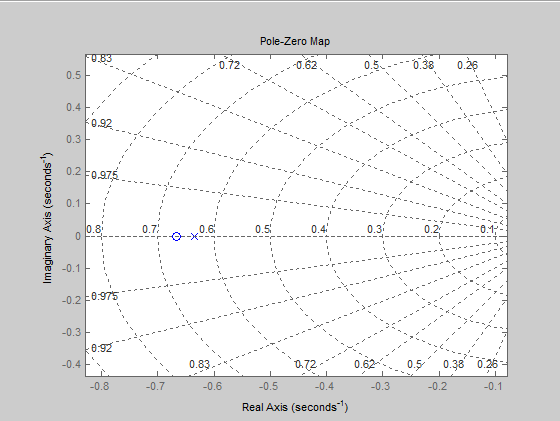 Pole-Zero Map
0.83 0.72 0.62 0.5 0.38 0.26
0.5
0.4
0.92
0.3
0.2
0.975
0.1
0.8 0.7 0.6 0.5 0.4 0.3 0.2 0.1
0
-0.1
0.975
-0.2
-0.3
0.92
-0.4
0.83 0.72 0.62 0.5 0.38 0.26
-0.8 -0.7 -0.6 -0.5 -0.4 -0.3 -0.2 -0.1
Imaginary Axis (seconds⁻¹)
Real Axis (seconds⁻¹)